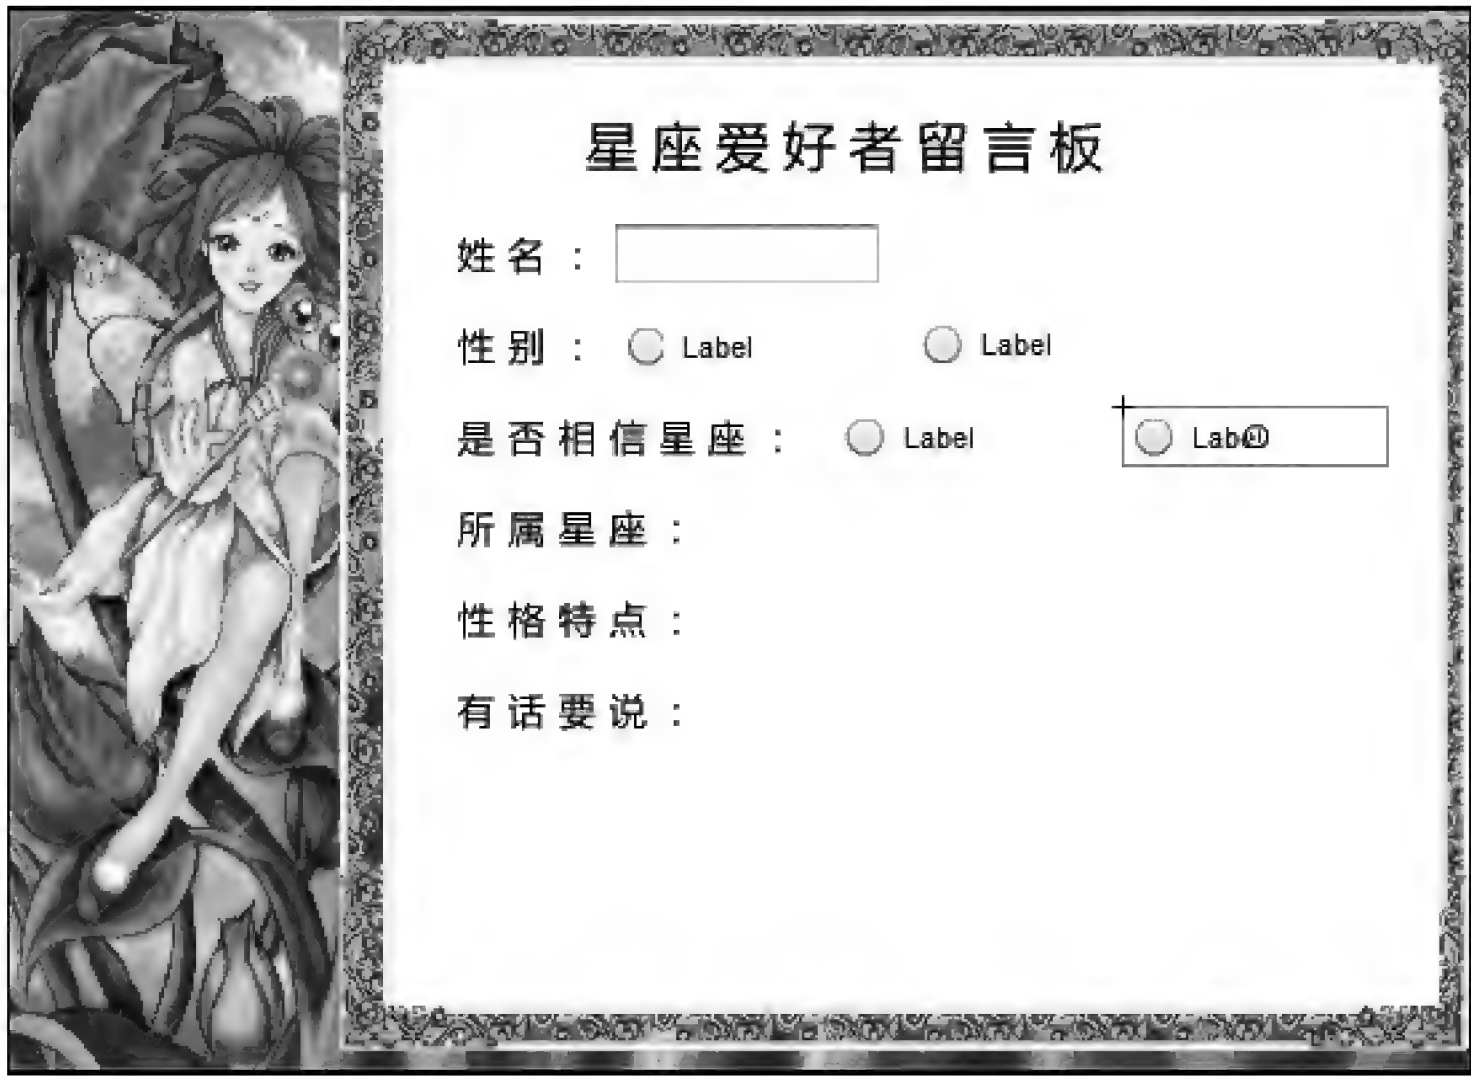 星座爱好者留言板
姓名：
性别： Label Label
是否相信星座： Label Label
所属星座：
性格特点：
有话要说：